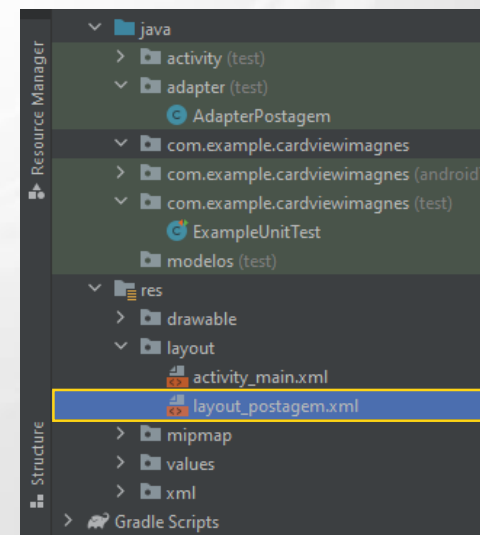 java
activity (test)
adapter (test)
AdapterPostagem
com.example.cardviewimagnes
com.example.cardviewimagnes (android
com.example.cardviewimagnes (test)
ExampleUnitTest
modelos (test)
res
drawable
layout
activity_main.xml
layout_postagem.xml
mipmap
values
xml
Gradle Scripts
Resource Manager
Structure